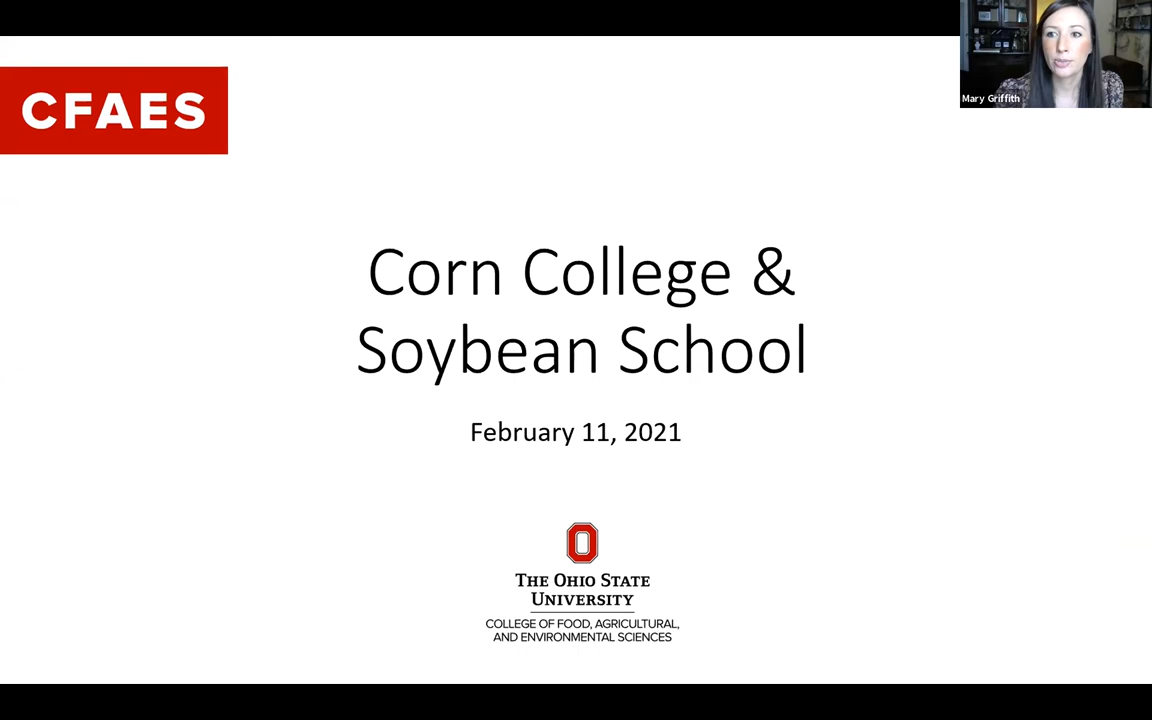 CFAES
Mary Griffith
Corn College &
Soybean School
February 11, 2021
THE OHIO STATE
UNIVERSITY
COLLEGE OF FOOD, AGRICULTURAL,
AND ENVIRONMENTAL SCIENCES